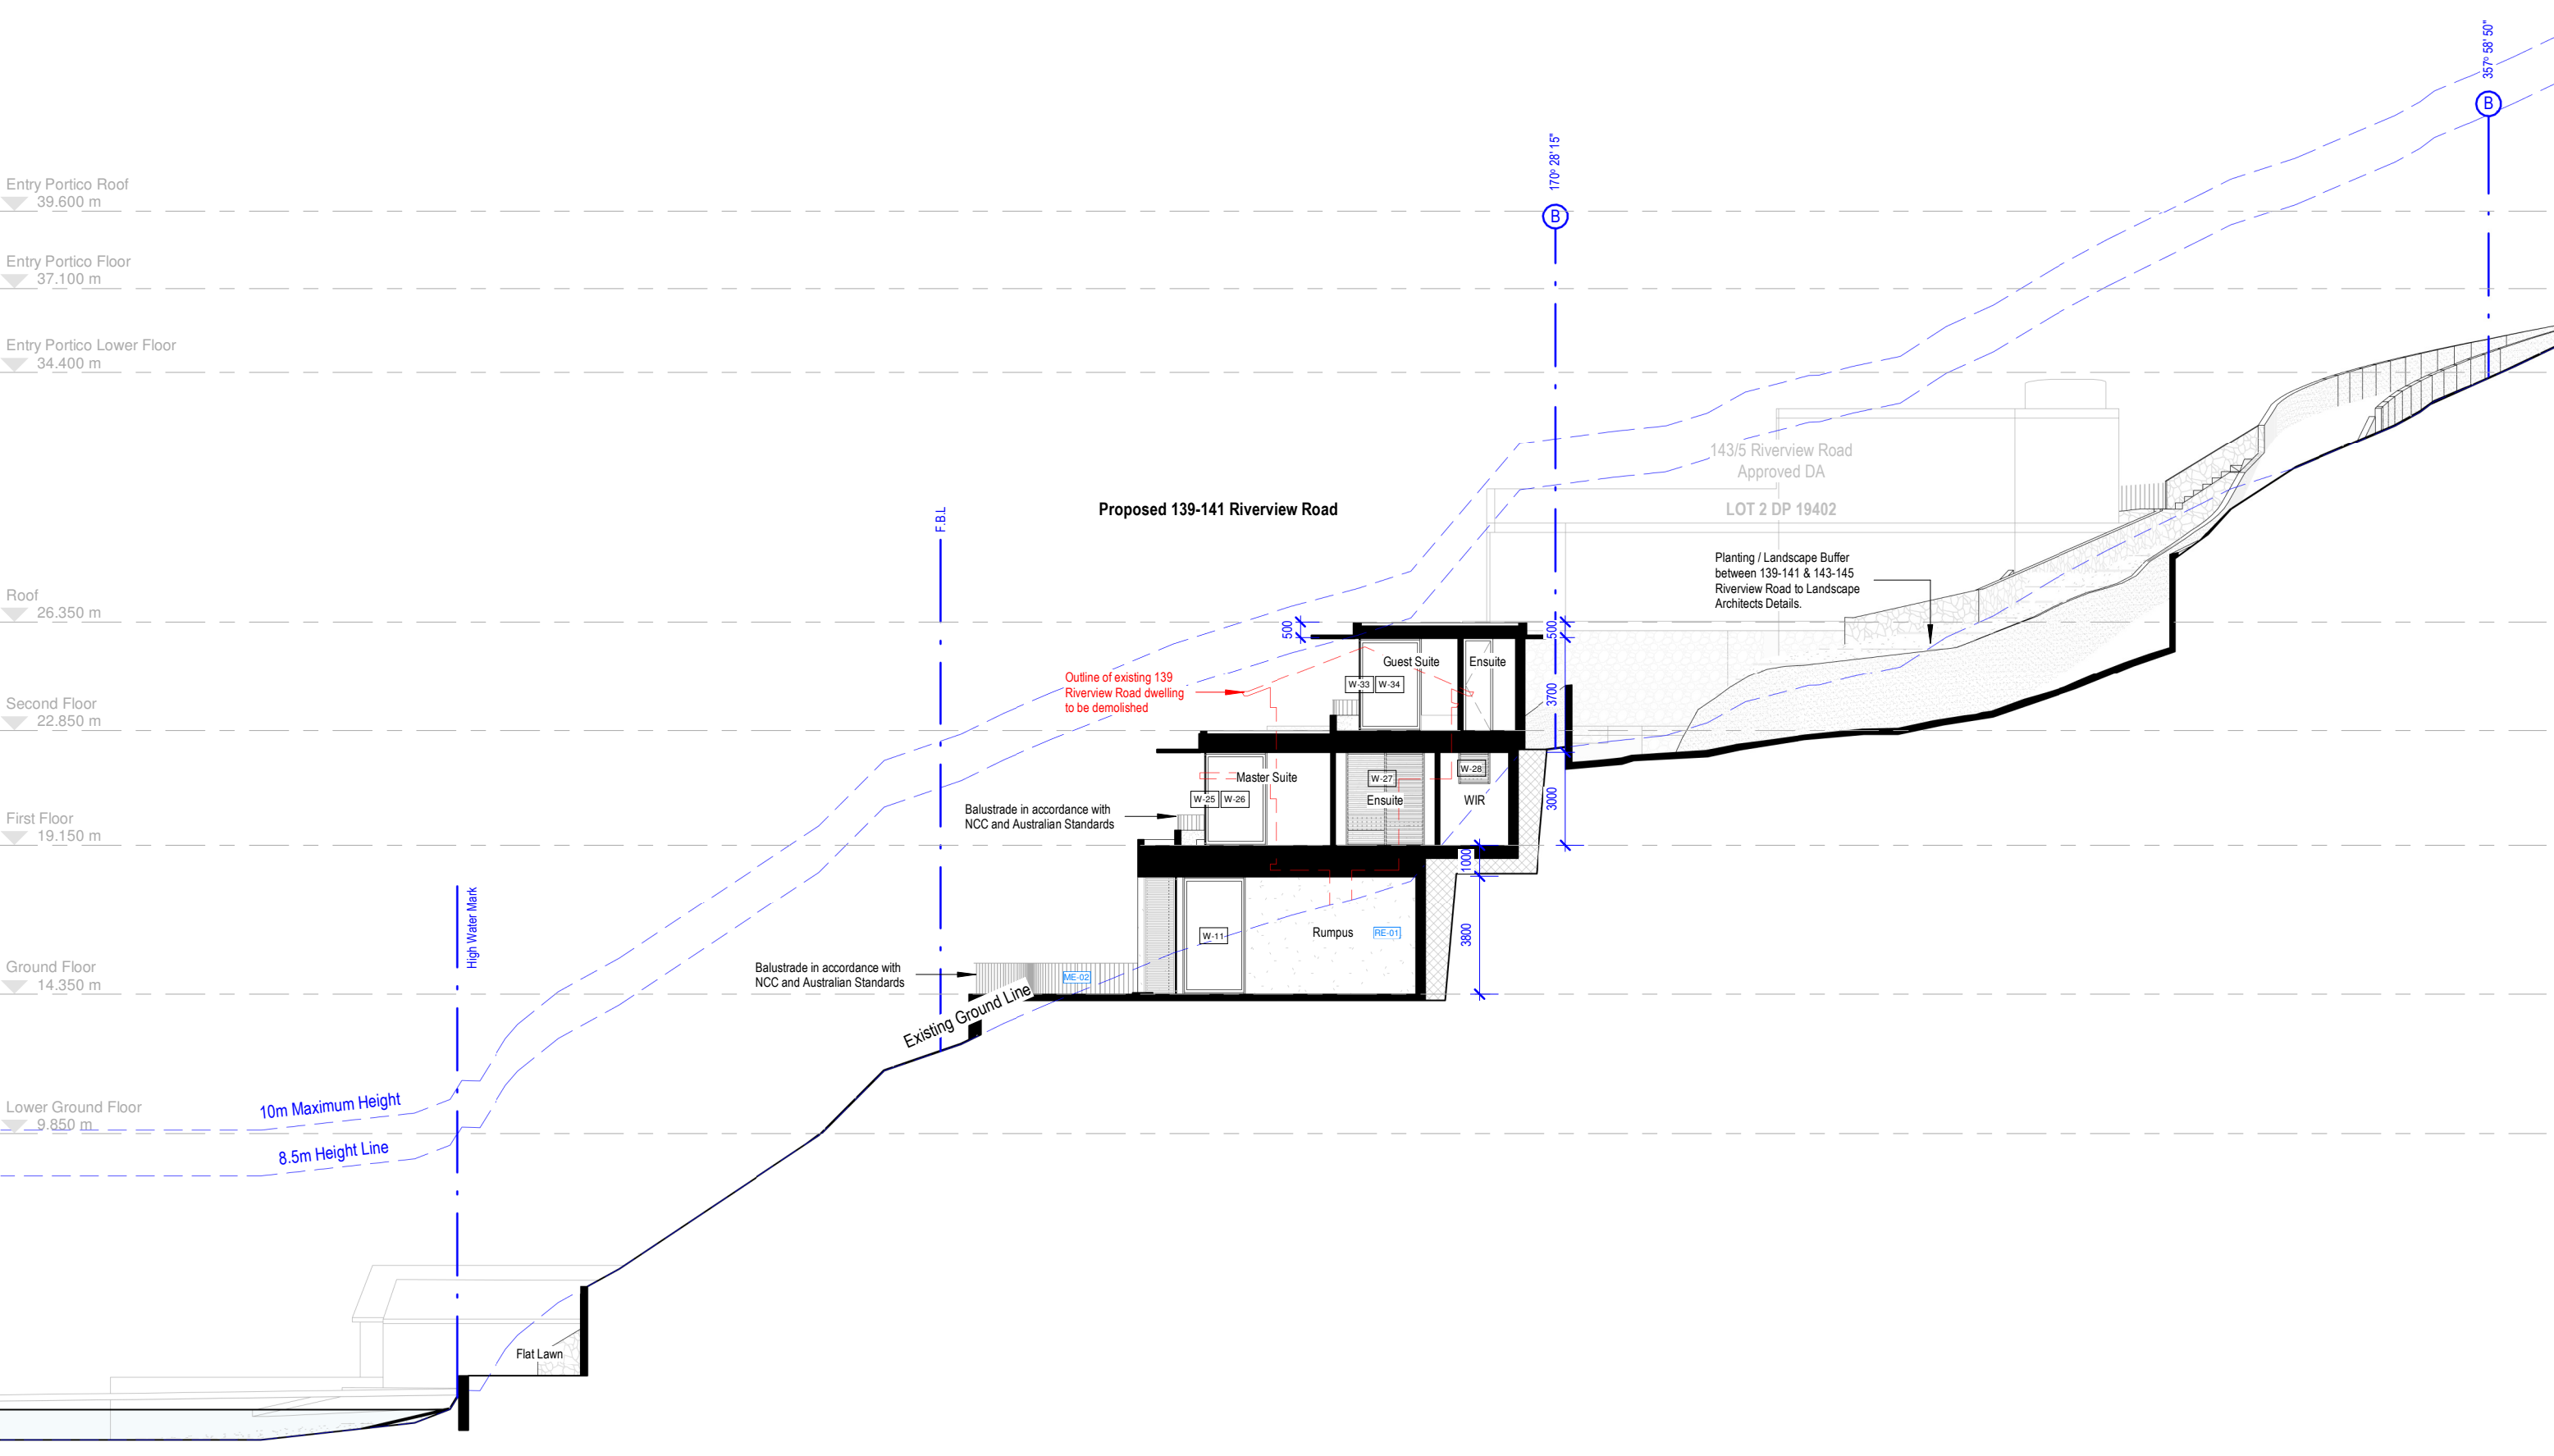 357° 58' 50"
B
170° 28' 15"
B
Entry Portico Roof
39.600 m
Entry Portico Floor
37.100 m
Entry Portico Lower Floor
34.400 m
143/5 Riverview Road
Approved DA
LOT 2 DP 19402
Proposed 139-141 Riverview Road
F.B.L
Planting / Landscape Buffer
between 139-141 & 143-145
Riverview Road to Landscape
Architects Details.
Roof
26.350 m
500
500
Guest Suite
Ensuite
Outline of existing 139
Riverview Road dwelling
to be demolished
W-33
W-34
3700
Second Floor
22.850 m
Master Suite
W-27
W-28
W-25
W-26
Ensuite
WIR
3000
Balustrade in accordance with
NCC and Australian Standards
First Floor
19.150 m
1000
High Water Mark
W-11
Rumpus
RE-01
3800
Ground Floor
14.350 m
Balustrade in accordance with
NCC and Australian Standards
ME-02
Existing Ground Line
10m Maximum Height
Lower Ground Floor
9.850 m
8.5m Height Line
Flat Lawn